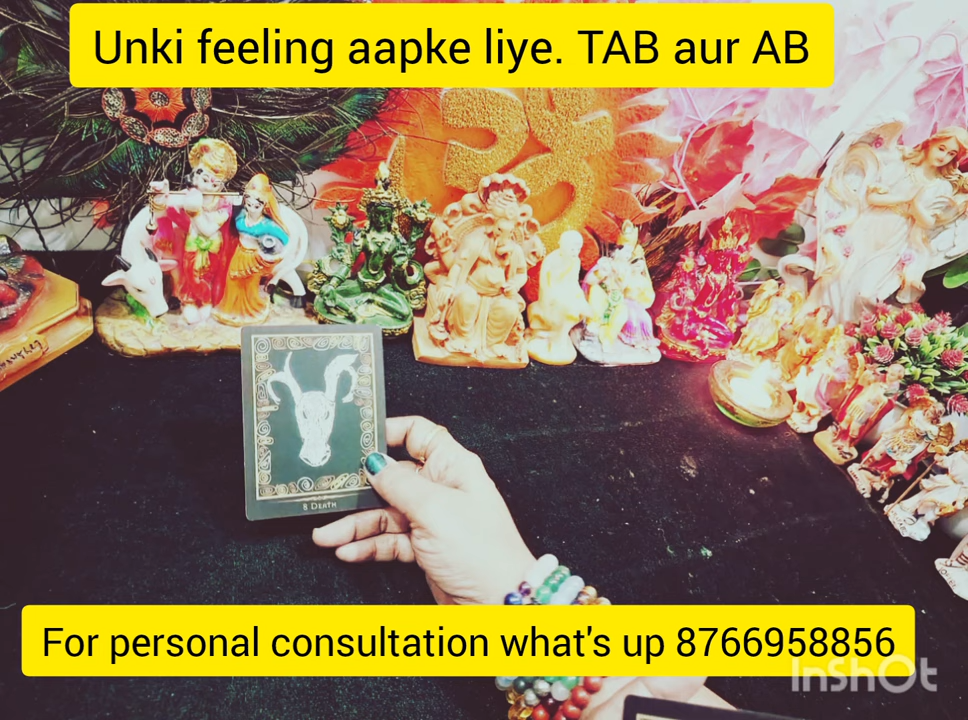 Unki feeling aapke liye. TAB aur AB
8 DEATH
For personal consultation what's up 8766958856
InShOt